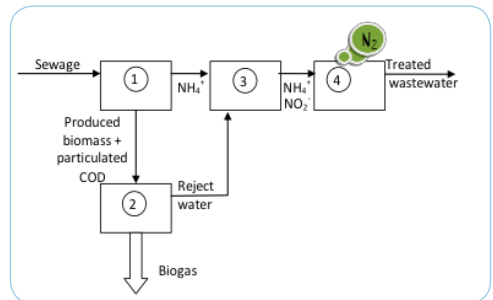 Sewage
1
NH₄⁺
3
NH₄⁺
NO₂⁻
4
N₂
Treated
wastewater
Produced
biomass +
particulated
COD
2
Reject
water
Biogas